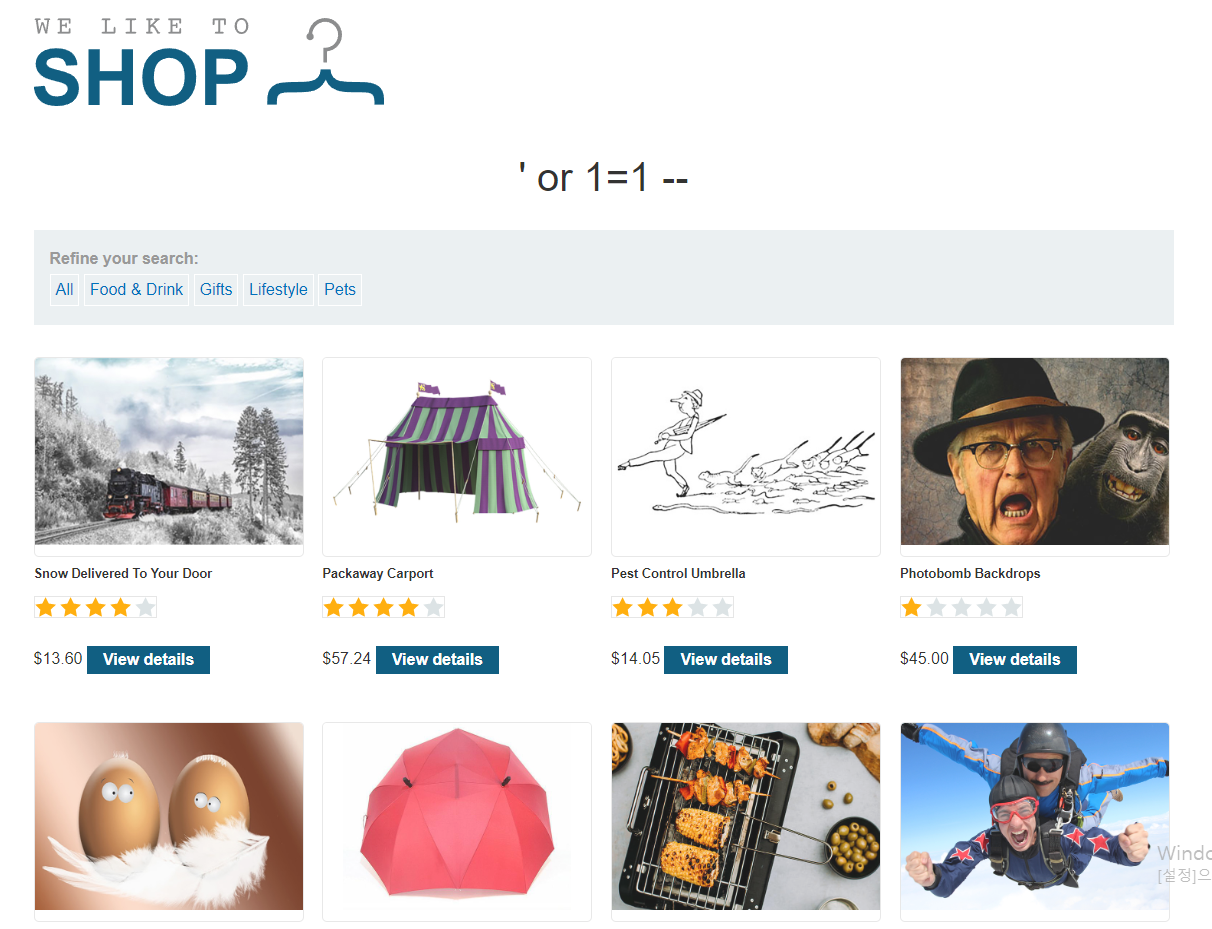 WE LIKE TO
SHOP
' or 1=1 --
Refine your search:
All Food & Drink Gifts Lifestyle Pets
Snow Delivered To Your Door Packaway Carport Pest Control Umbrella Photobomb Backdrops
$13.60 View details $57.24 View details $14.05 View details $45.00 View details
[설정]으